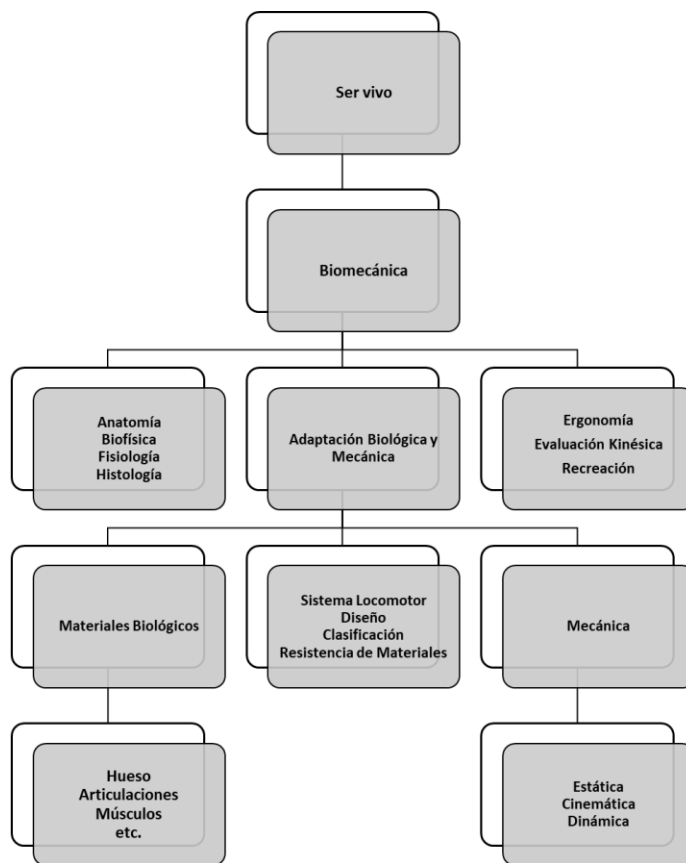 Ser vivo
Biomecánica
Anatomía
Biofísica
Fisiología
Histología
Adaptación Biológica y
Mecánica
Ergonomía
Evaluación Kinésica
Recreación
Materiales Biológicos
Sistema Locomotor
Diseño
Clasificación
Resistencia de Materiales
Mecánica
Hueso
Articulaciones
Músculos
etc.
Estática
Cinemática
Dinámica